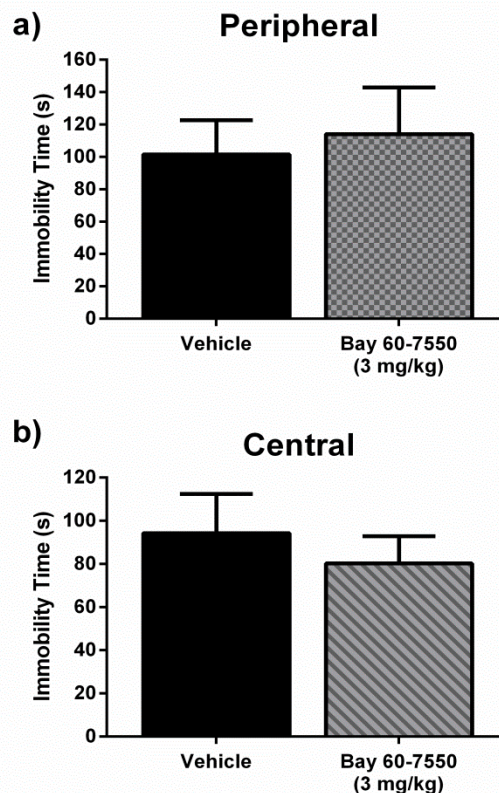 a)
Peripheral
Immobility Time (s)
160
140
120
100
80
60
40
20
0
Vehicle
Bay 60-7550
(3 mg/kg)
b)
Central
Immobility Time (s)
120
100
80
60
40
20
0
Vehicle
Bay 60-7550
(3 mg/kg)